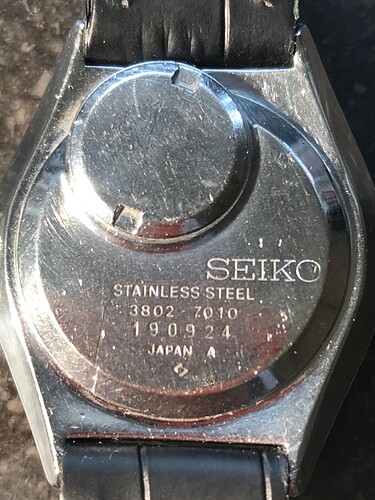 SEIKO
STAINLESS STEEL
3802-7010
190924
JAPAN A